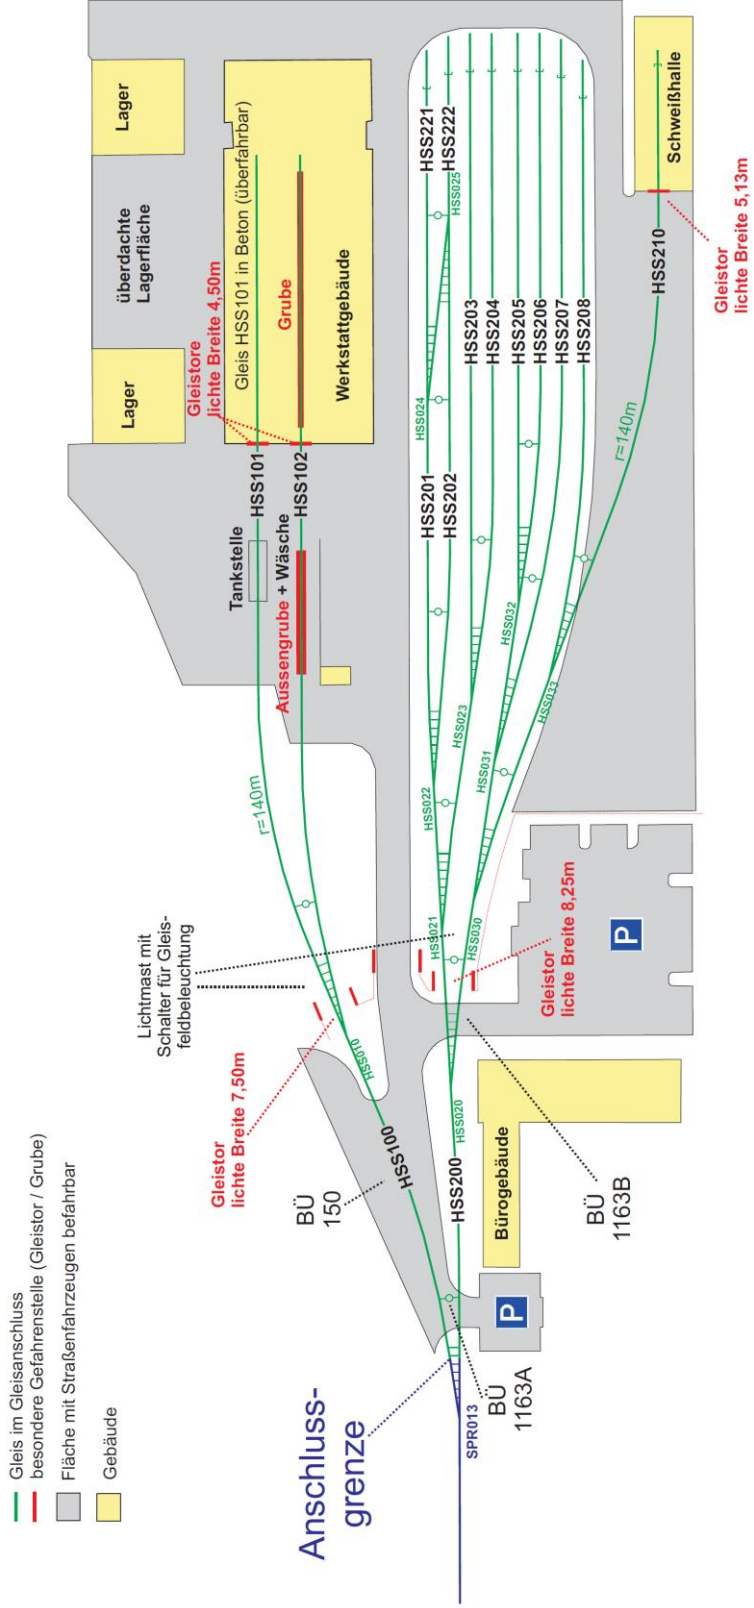 Gleis im Gleisanschluss
besondere Gefahrenstelle (Gleistor / Grube)
Fläche mit Straßenfahrzeugen befahrbar
Gebäude
Anschluss-
grenze
SPR013
BÜ
1163A
BÜ
150
BÜ
1163B
P
Bürogebäude
HSS100
HSS200
HSS010
HSS020
Gleistor
lichte Breite 7,50m
Lichtmast mit
Schalter für Gleis-
feldbeleuchtung
Gleistor
lichte Breite 8,25m
P
r=140m
HSS021
HSS030
HSS022
HSS023
HSS031
HSS032
HSS033
HSS024
HSS025
Tankstelle
Aussengrube + Wäsche
HSS101
HSS102
Gleistore
lichte Breite 4,50m
Lager
überdachte
Lagerfläche
Lager
Gleis HSS101 in Beton (überfahrbar)
Grube
Werkstattgebäude
HSS201
HSS202
HSS221
HSS222
HSS203
HSS204
HSS205
HSS206
HSS207
HSS208
r=140m
HSS210
Gleistor
lichte Breite 5,13m
Schweißhalle